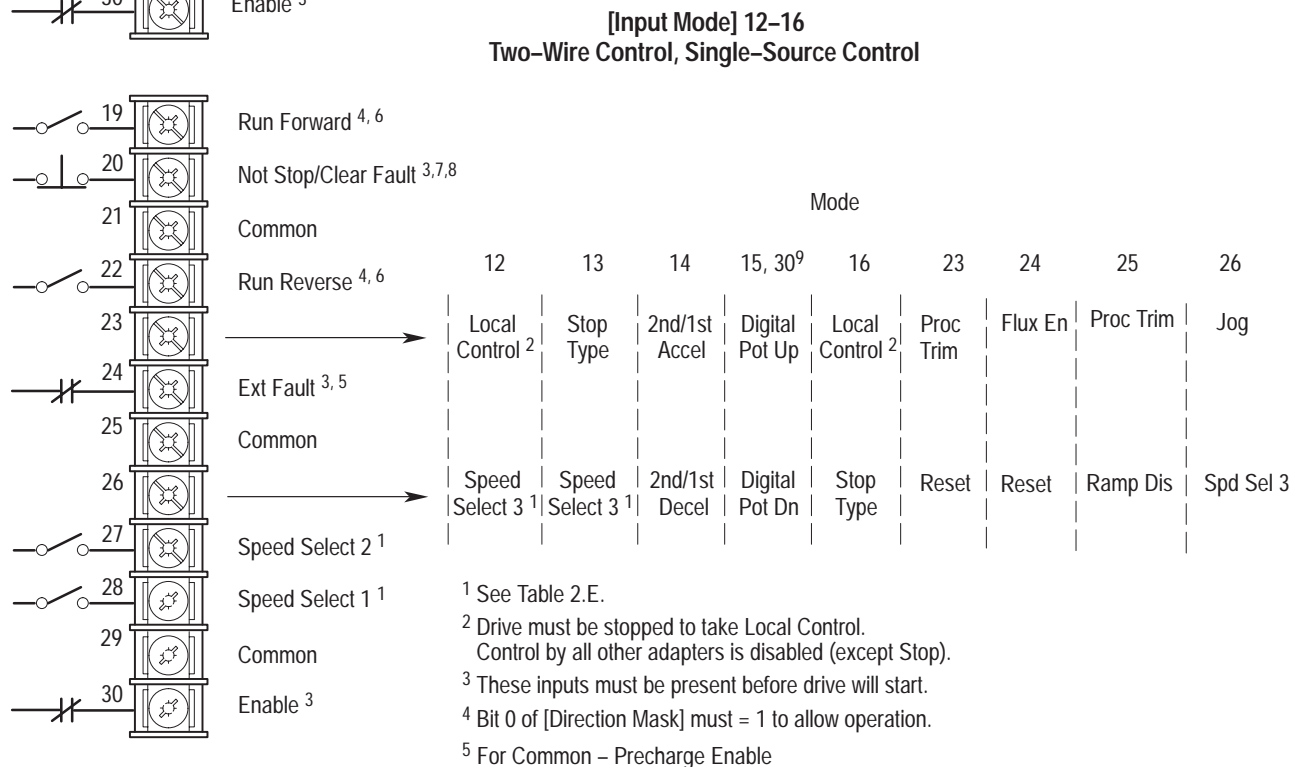 30 Enable 3
[Input Mode] 12–16
Two–Wire Control, Single–Source Control
19 Run Forward 4, 6
20 Not Stop/Clear Fault 3,7,8
21 Common
22 Run Reverse 4, 6
23
24 Ext Fault 3, 5
25 Common
26
27 Speed Select 2 1
28 Speed Select 1 1
29 Common
30 Enable 3
Mode
12 13 14 15, 30 9 16 23 24 25 26
Local Stop 2nd/1st Digital Local Proc Flux En Proc Trim Jog
Control 2 Type Accel Pot Up Control 2 Trim
Speed Speed 2nd/1st Digital Stop Reset Reset Ramp Dis Spd Sel 3
Select 3 1 Select 3 1 Decel Pot Dn Type
1 See Table 2.E.
2 Drive must be stopped to take Local Control.
Control by all other adapters is disabled (except Stop).
3 These inputs must be present before drive will start.
4 Bit 0 of [Direction Mask] must = 1 to allow operation.
5 For Common – Precharge Enable